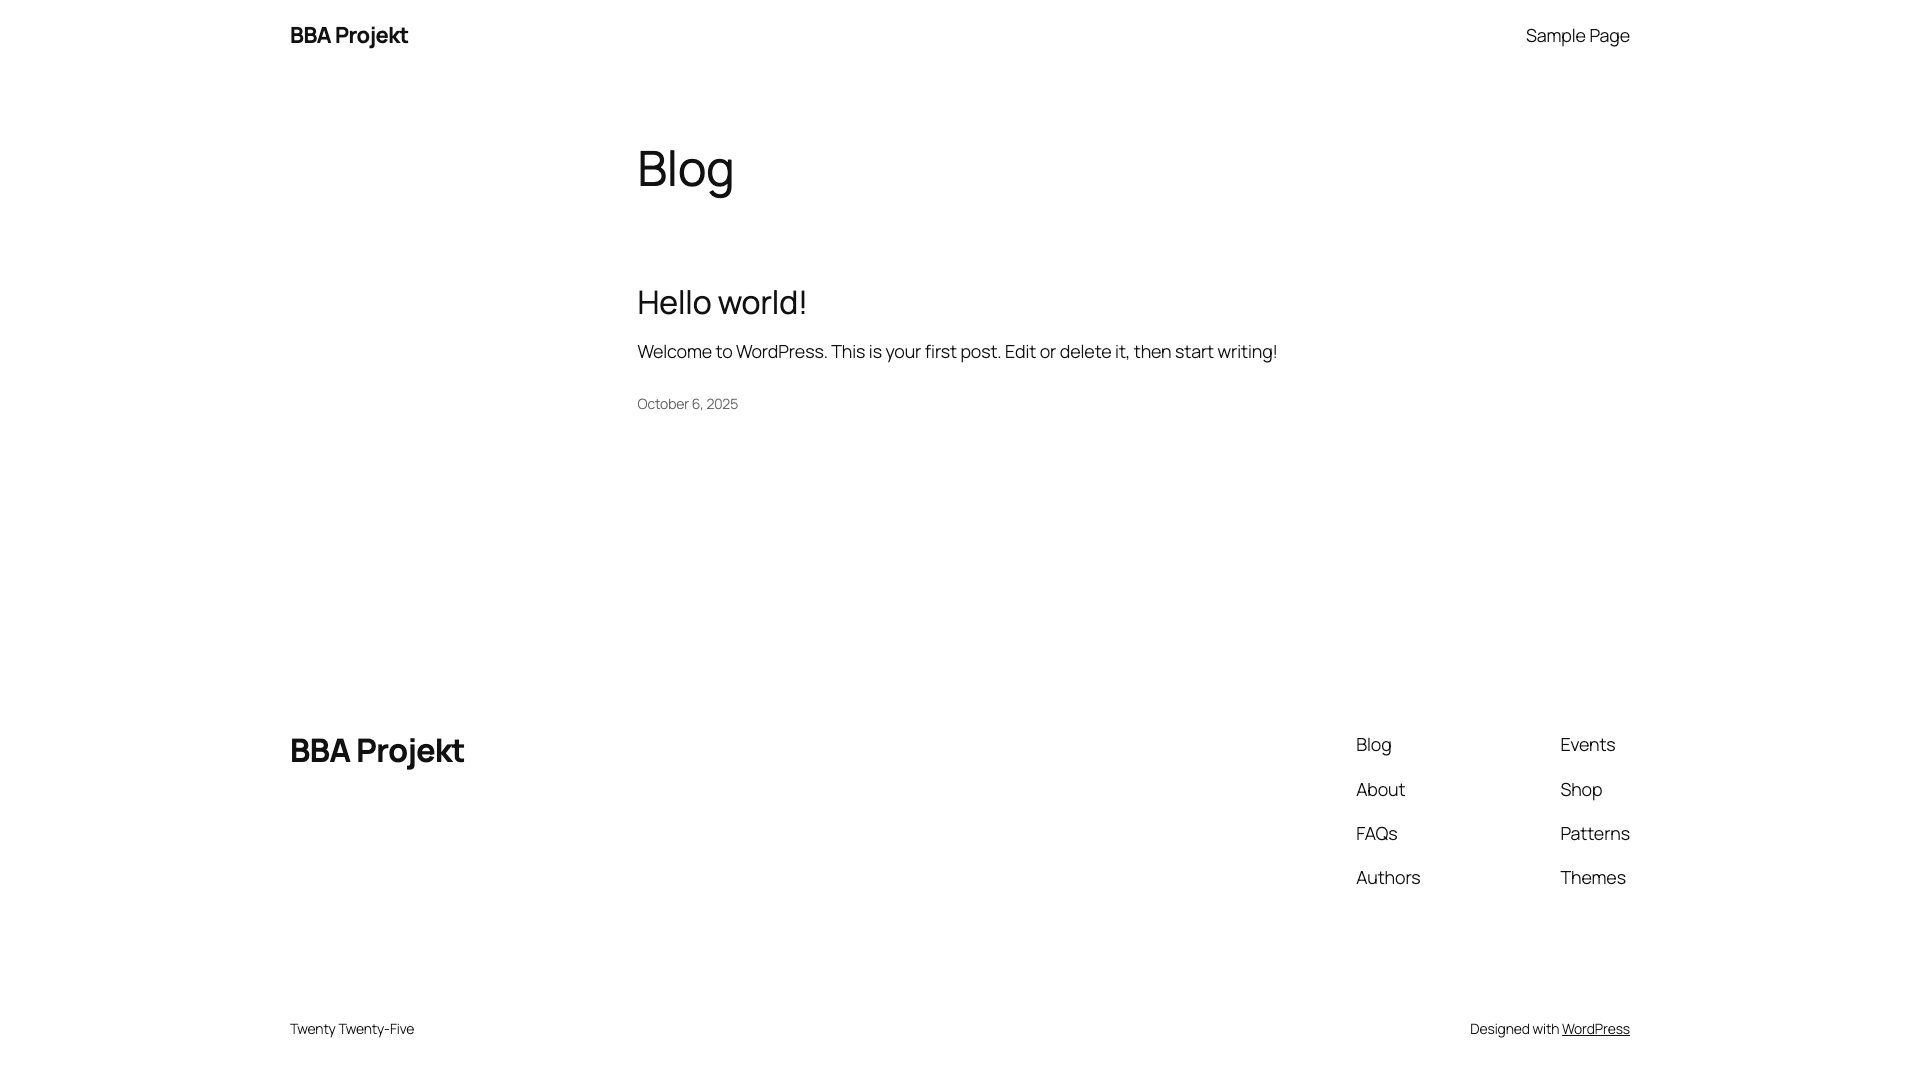 BBA Projekt
Sample Page
Blog
Hello world!
Welcome to WordPress. This is your first post. Edit or delete it, then start writing!
October 6, 2025
BBA Projekt
Blog
About
FAQs
Authors
Events
Shop
Patterns
Themes
Twenty Twenty-Five
Designed with WordPress